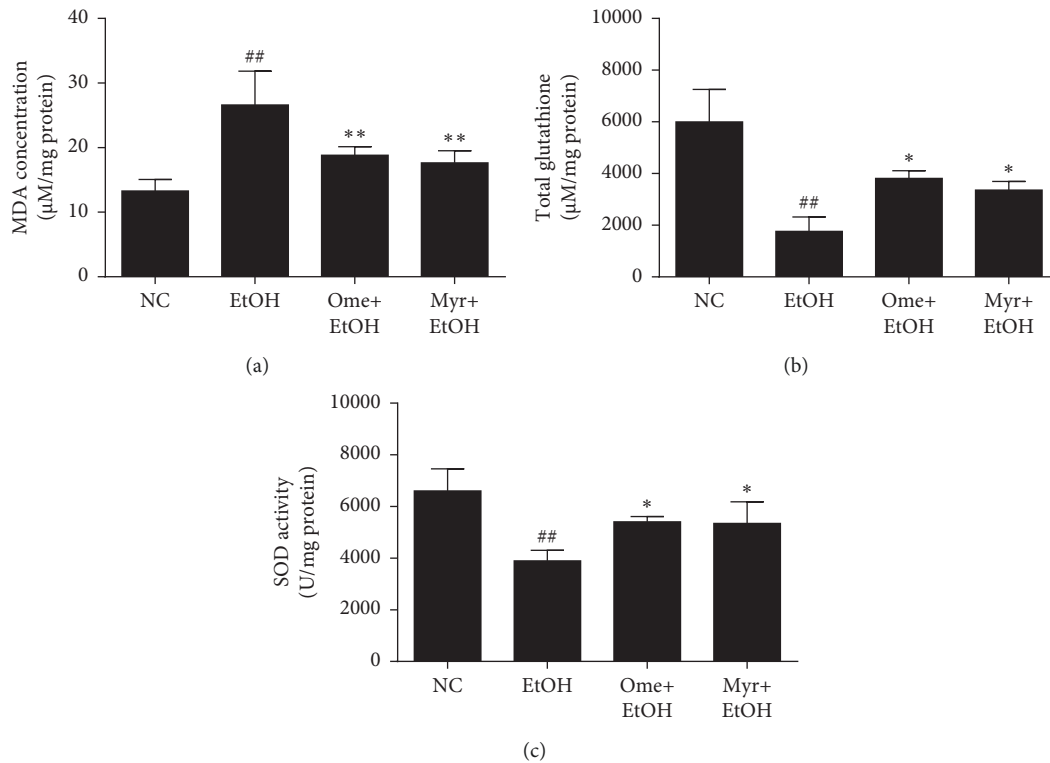 MDA concentration
(μM/mg protein)
40
30
20
10
0
##
**
**
NC
EtOH
Ome+
EtOH
Myr+
EtOH
(a)
Total glutathione
(μM/mg protein)
10000
8000
6000
4000
2000
0
##
*
*
NC
EtOH
Ome+
EtOH
Myr+
EtOH
(b)
SOD activity
(U/mg protein)
10000
8000
6000
4000
2000
0
##
*
*
NC
EtOH
Ome+
EtOH
Myr+
EtOH
(c)